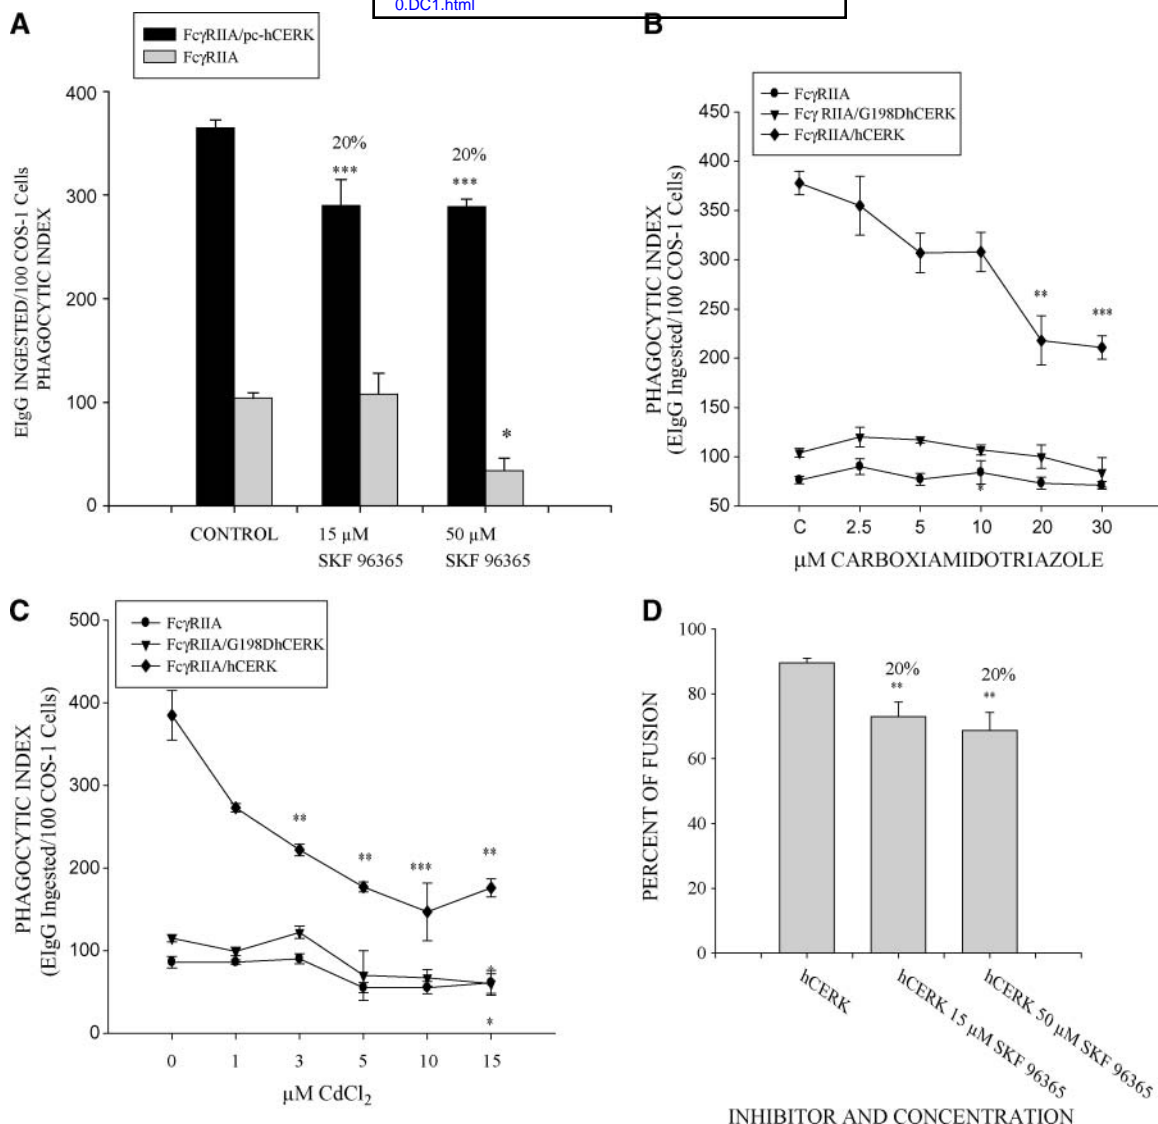 0.DC1.html
A
FcγRIIA/pc-hCERK
FcγRIIA
EIgG INGESTED/100 COS-1 Cells
PHAGOCYTIC INDEX
400
300
200
100
0
20%
***
20%
***
*
CONTROL
15 µM
SKF 96365
50 µM
SKF 96365
B
FcγRIIA
Fcγ RIIA/G198DhCERK
FcγRIIA/hCERK
PHAGOCYTIC INDEX
(EIgG Ingested/100 COS-1 Cells)
450
400
350
300
250
200
150
100
50
**
***
*
C 2.5 5 10 20 30
µM CARBOXIAMIDOTRIAZOLE
C
FcγRIIA
FcγRIIA/G198DhCERK
FcγRIIA/hCERK
PHAGOCYTIC INDEX
(EIgG Ingested/100 COS-1 Cells)
500
400
300
200
100
0
**
**
***
**
*
*
0 1 3 5 10 15
µM CdCl₂
D
PERCENT OF FUSION
100
80
60
40
20
0
20%
**
20%
**
hCERK
hCERK 15 µM SKF 96365
hCERK 50 µM SKF 96365
INHIBITOR AND CONCENTRATION